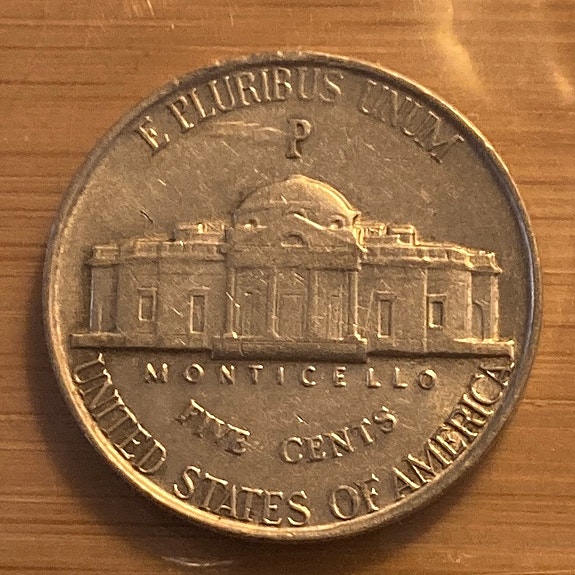 E PLURIBUS UNUM
P
MONTICELLO
FIVE CENTS
UNITED STATES OF AMERICA